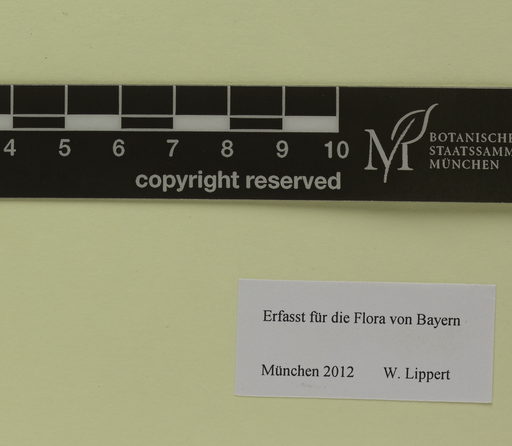 4 5 6 7 8 9 10
copyright reserved
M
BOTANISCHE
STAATSSAMM
MÜNCHEN
Erfasst für die Flora von Bayern
München 2012 W. Lippert